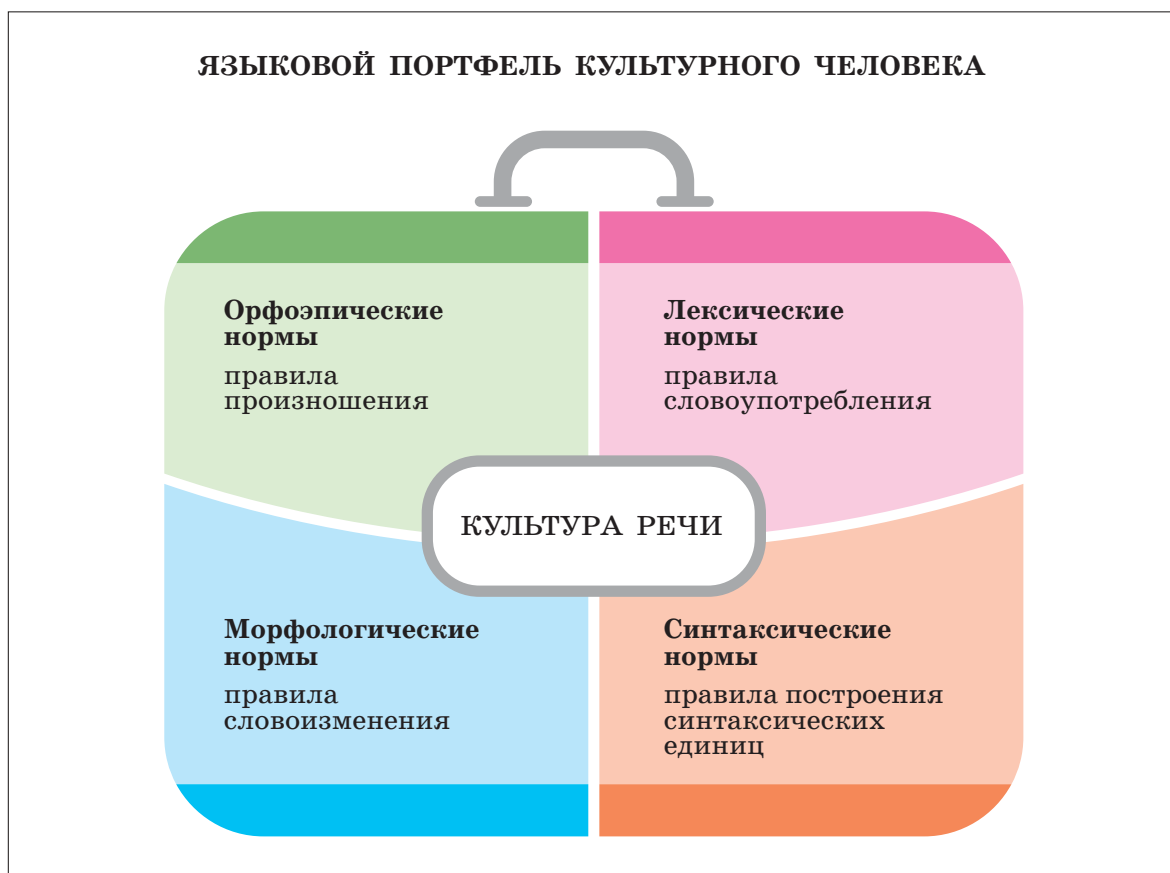 ЯЗЫКОВОЙ ПОРТФЕЛЬ КУЛЬТУРНОГО ЧЕЛОВЕКА
Орфоэпические
нормы
правила
произношения
Лексические
нормы
правила
словоупотребления
КУЛЬТУРА РЕЧИ
Морфологические
нормы
правила
словоизменения
Синтаксические
нормы
правила построения
синтаксических
единиц